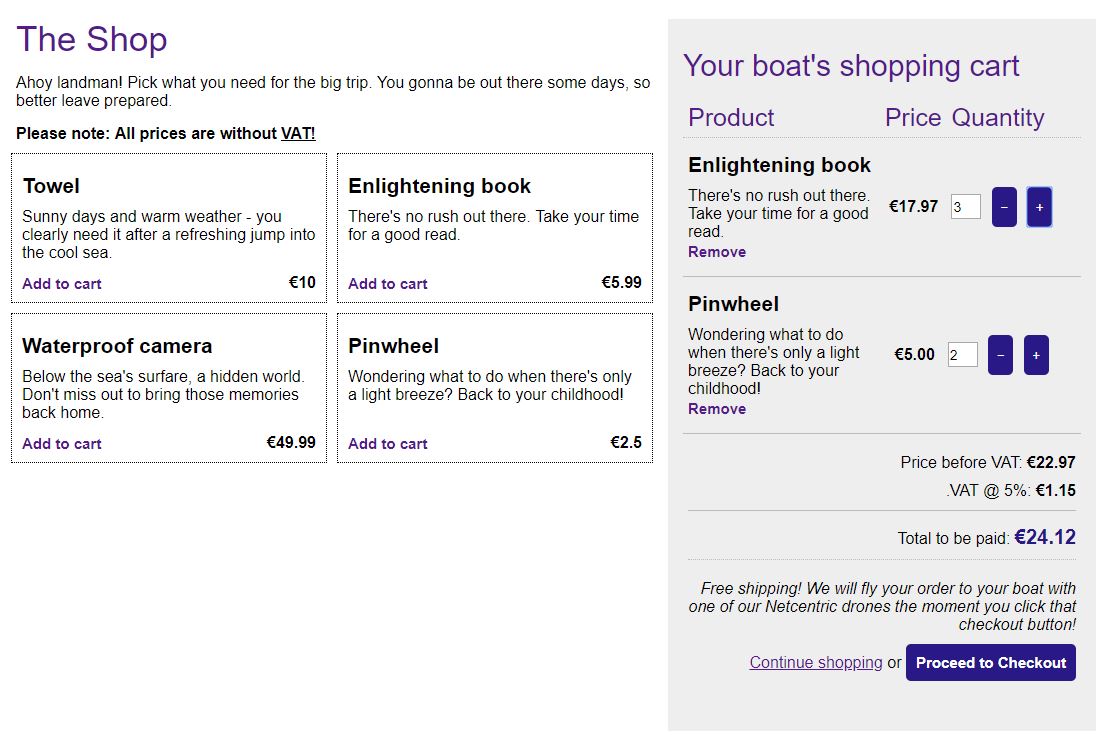 The Shop
Ahoy landman! Pick what you need for the big trip. You gonna be out there some days, so
better leave prepared.
Please note: All prices are without VAT!
Towel
Sunny days and warm weather - you
clearly need it after a refreshing jump into
the cool sea.
Add to cart €10
Enlightening book
There's no rush out there. Take your time
for a good read.
Add to cart €5.99
Waterproof camera
Below the sea's surfare, a hidden world.
Don't miss out to bring those memories
back home.
Add to cart €49.99
Pinwheel
Wondering what to do when there's only
a light breeze? Back to your childhood!
Add to cart €2.5
Your boat's shopping cart
Product Price Quantity
Enlightening book
There's no rush out there.
Take your time for a good
read.
€17.97 3 − +
Remove
Pinwheel
Wondering what to do
when there's only a light
breeze? Back to your
childhood!
€5.00 2 − +
Remove
Price before VAT: €22.97
.VAT @ 5%: €1.15
Total to be paid: €24.12
Free shipping! We will fly your order to your boat with
one of our Netcentric drones the moment you click that
checkout button!
Continue shopping or Proceed to Checkout